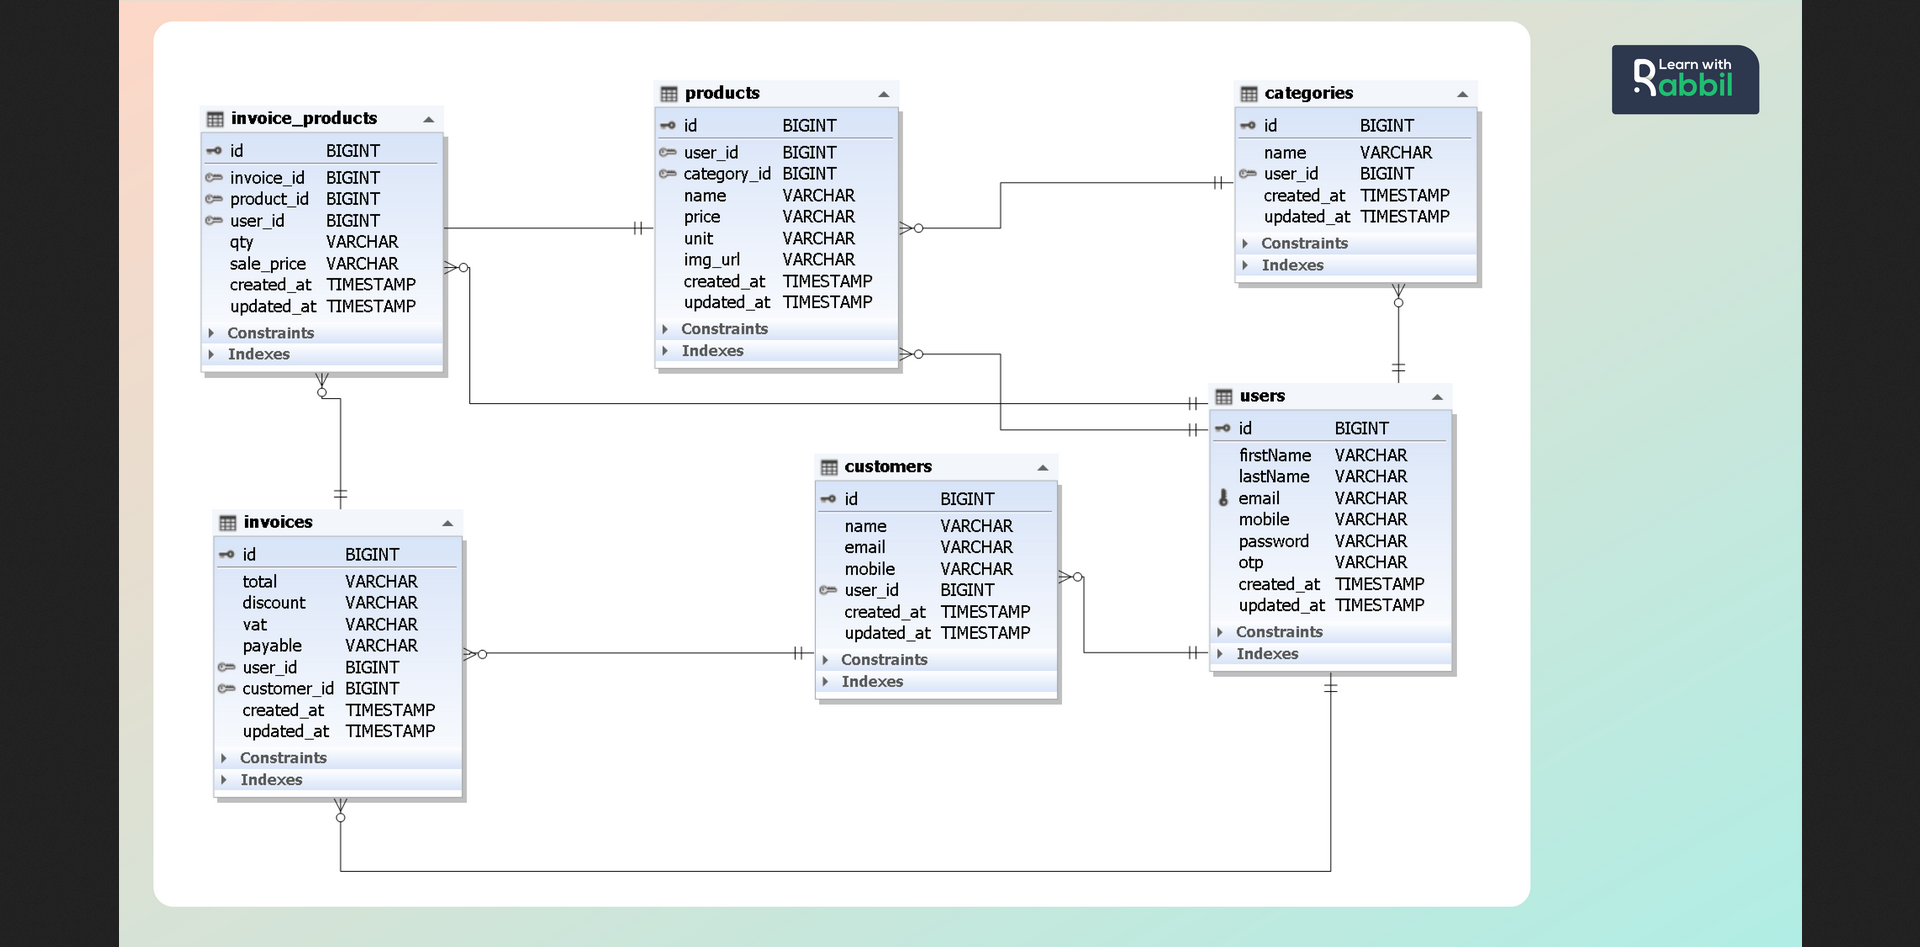 invoice_products
id BIGINT
invoice_id BIGINT
product_id BIGINT
user_id BIGINT
qty VARCHAR
sale_price VARCHAR
created_at TIMESTAMP
updated_at TIMESTAMP
Constraints
Indexes
products
id BIGINT
user_id BIGINT
category_id BIGINT
name VARCHAR
price VARCHAR
unit VARCHAR
img_url VARCHAR
created_at TIMESTAMP
updated_at TIMESTAMP
Constraints
Indexes
categories
id BIGINT
name VARCHAR
user_id BIGINT
created_at TIMESTAMP
updated_at TIMESTAMP
Constraints
Indexes
Learn with
Rabbil
users
id BIGINT
firstName VARCHAR
lastName VARCHAR
email VARCHAR
mobile VARCHAR
password VARCHAR
otp VARCHAR
created_at TIMESTAMP
updated_at TIMESTAMP
Constraints
Indexes
customers
id BIGINT
name VARCHAR
email VARCHAR
mobile VARCHAR
user_id BIGINT
created_at TIMESTAMP
updated_at TIMESTAMP
Constraints
Indexes
invoices
id BIGINT
total VARCHAR
discount VARCHAR
vat VARCHAR
payable VARCHAR
user_id BIGINT
customer_id BIGINT
created_at TIMESTAMP
updated_at TIMESTAMP
Constraints
Indexes